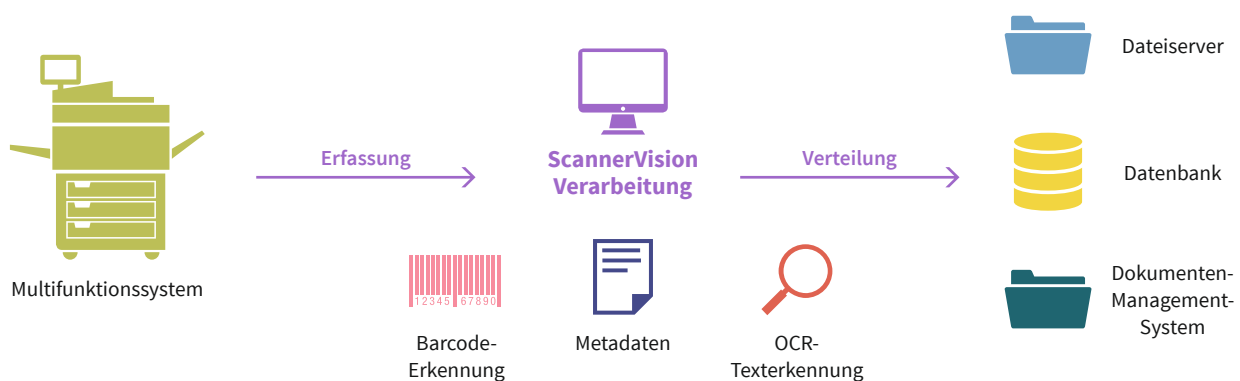 Multifunktionssystem
Erfassung
ScannerVision
Verarbeitung
12345 67890
Barcode-
Erkennung
Metadaten
OCR-
Texterkennung
Verteilung
Dateiserver
Datenbank
Dokumenten-
Management-
System